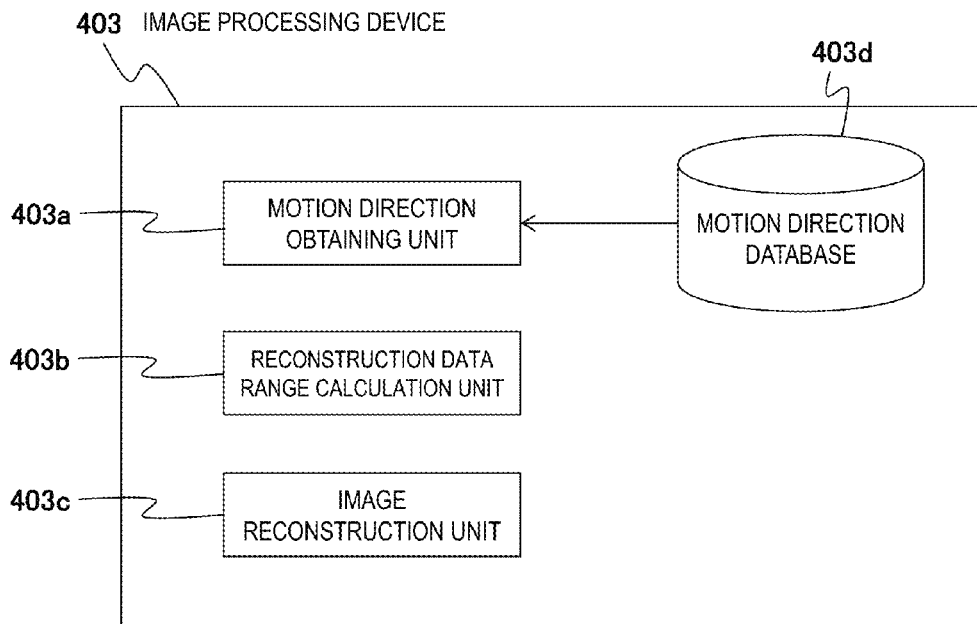 403 IMAGE PROCESSING DEVICE
403d
403a
MOTION DIRECTION
OBTAINING UNIT
MOTION DIRECTION
DATABASE
403b
RECONSTRUCTION DATA
RANGE CALCULATION UNIT
403c
IMAGE
RECONSTRUCTION UNIT